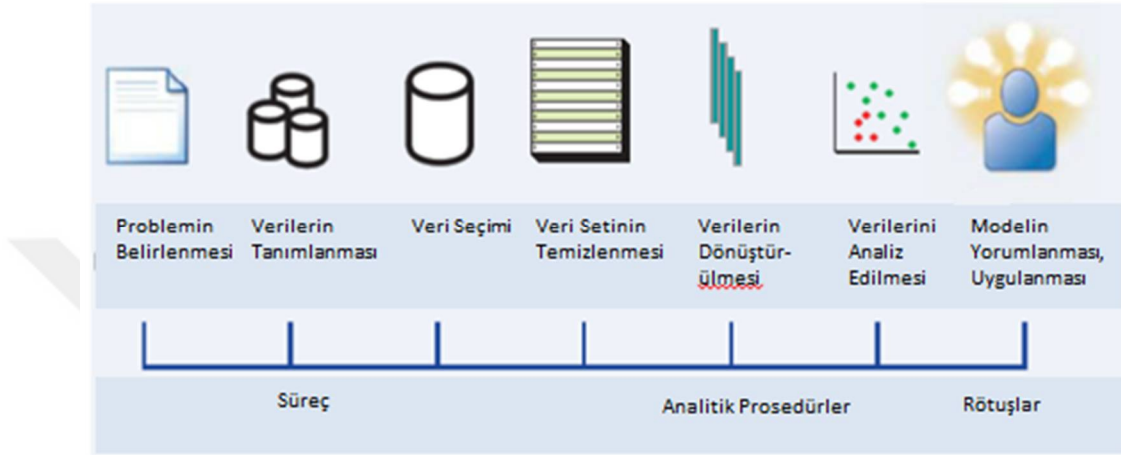 Problemin
Belirlenmesi
Verilerin
Tanımlanması
Veri Seçimi
Veri Setinin
Temizlenmesi
Verilerin
Dönüştür-
ülmesi
Verilerini
Analiz
Edilmesi
Modelin
Yorumlanması,
Uygulanması
Süreç
Analitik Prosedürler
Rötuşlar